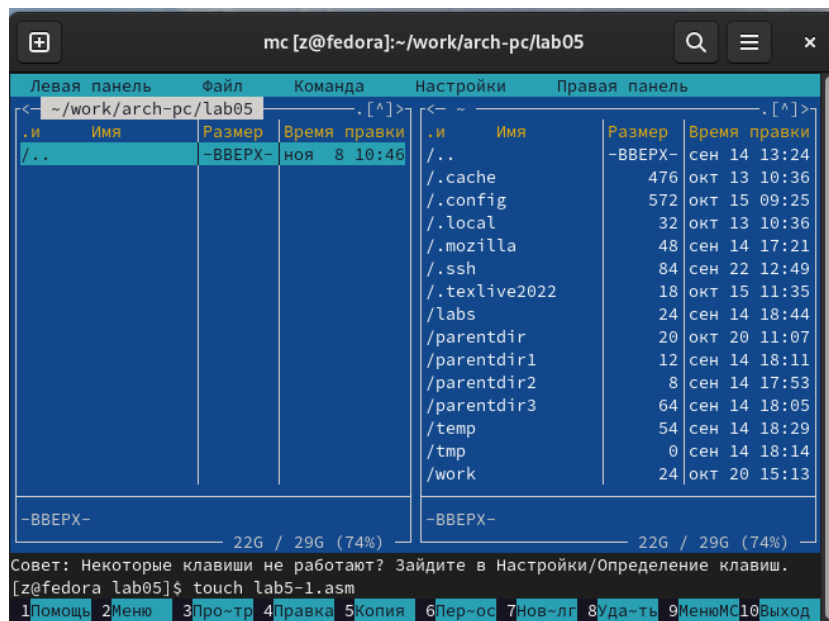 mc [z@fedora]:~/work/arch-pc/lab05
Левая панель Файл Команда Настройки Правая панель
<— ~/work/arch-pc/lab05 .[^]> <— ~ .[^]>
.и Имя Размер Время правки .и Имя Размер Время правки
/.. -ВВЕРХ- ноя 8 10:46 /.. -ВВЕРХ- сен 14 13:24
/.cache 476 окт 13 10:36
/.config 572 окт 15 09:25
/.local 32 окт 13 10:36
/.mozilla 48 сен 14 17:21
/.ssh 84 сен 22 12:49
/.texlive2022 18 окт 15 11:35
/labs 24 сен 14 18:44
/parentdir 20 окт 20 11:07
/parentdir1 12 сен 14 18:11
/parentdir2 8 сен 14 17:53
/parentdir3 64 сен 14 18:05
/temp 54 сен 14 18:29
/tmp 0 сен 14 18:14
/work 24 окт 20 15:13
-ВВЕРХ- -ВВЕРХ-
22G / 29G (74%) 22G / 29G (74%)
Совет: Некоторые клавиши не работают? Зайдите в Настройки/Определение клавиш.
[z@fedora lab05]$ touch lab5-1.asm
1Помощь 2Меню 3Про~тр 4Правка 5Копия 6Пер~ос 7Нов~лг 8Уда~ть 9МенюМС 10Выход